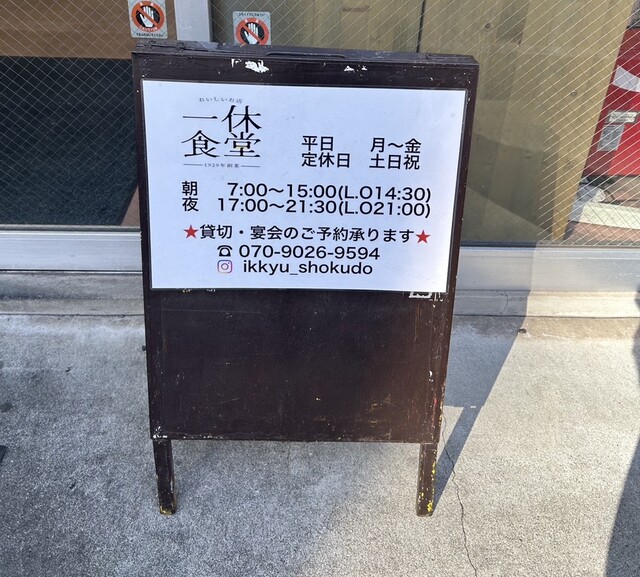 おいしいお店
一休
食堂
1929年創業
平日 月〜金
定休日 土日祝
朝 7:00〜15:00(L.O14:30)
夜 17:00〜21:30(L.O21:00)
★貸切・宴会のご予約承ります★
☎ 070-9026-9594
ikkyu_shokudo